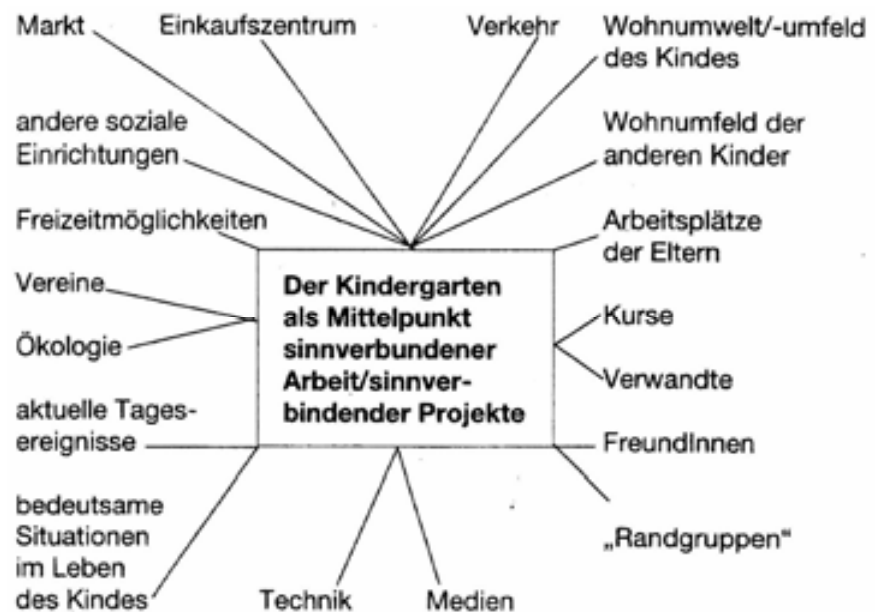 Markt
Einkaufszentrum
Verkehr
Wohnumwelt/-umfeld
des Kindes
andere soziale
Einrichtungen
Wohnumfeld der
anderen Kinder
Freizeitmöglichkeiten
Arbeitsplätze
der Eltern
Vereine
Ökologie
Der Kindergarten
als Mittelpunkt
sinnverbundener
Arbeit/sinnver-
bindender Projekte
Kurse
Verwandte
aktuelle Tages-
ereignisse
FreundInnen
bedeutsame
Situationen
im Leben
des Kindes
Technik
Medien
„Randgruppen“